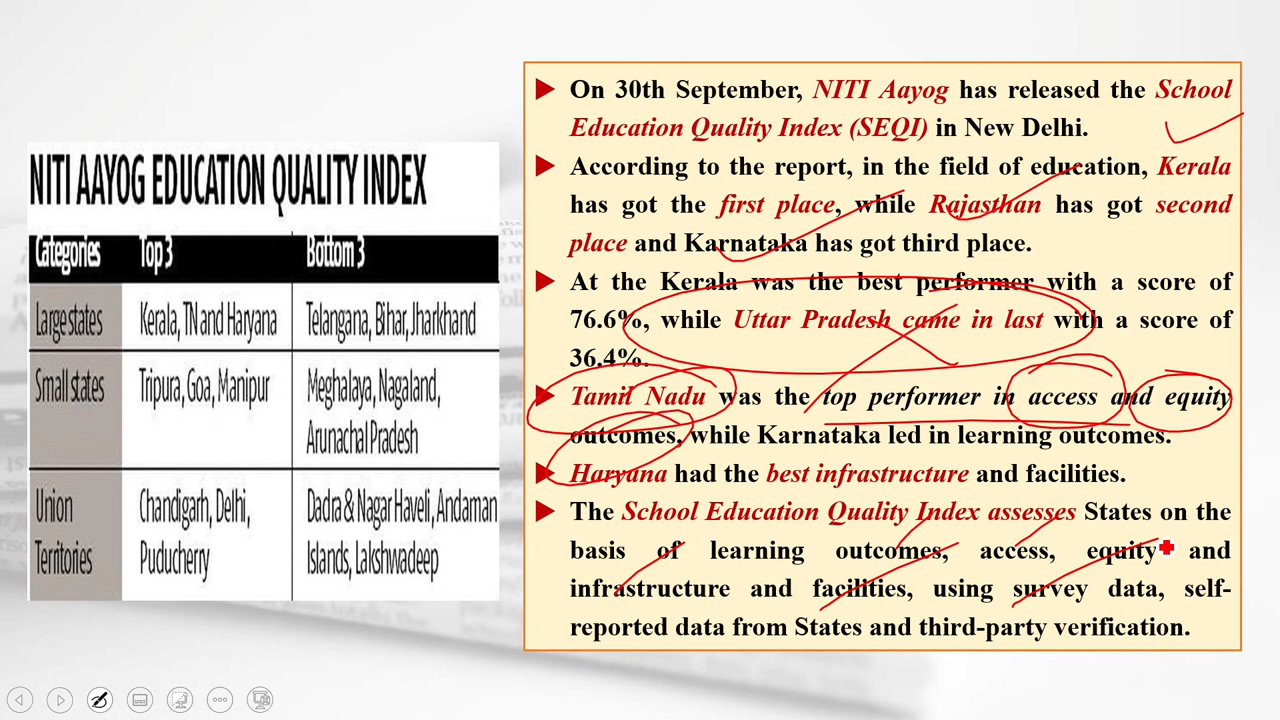 NITI AAYOG EDUCATION QUALITY INDEX
Categories Top 3 Bottom 3
Large states Kerala, TN and Haryana Telangana, Bihar, Jharkhand
Small states Tripura, Goa, Manipur Meghalaya, Nagaland,
Arunachal Pradesh
Union Chandigarh, Delhi, Dadra & Nagar Haveli, Andaman
Territories Puducherry Islands, Lakshwadeep
On 30th September, NITI Aayog has released the School
Education Quality Index (SEQI) in New Delhi.
According to the report, in the field of education, Kerala
has got the first place, while Rajasthan has got second
place and Karnataka has got third place.
At the Kerala was the best performer with a score of
76.6%, while Uttar Pradesh came in last with a score of
36.4%.
Tamil Nadu was the top performer in access and equity
outcomes, while Karnataka led in learning outcomes.
Haryana had the best infrastructure and facilities.
The School Education Quality Index assesses States on the
basis of learning outcomes, access, equity and
infrastructure and facilities, using survey data, self-
reported data from States and third-party verification.